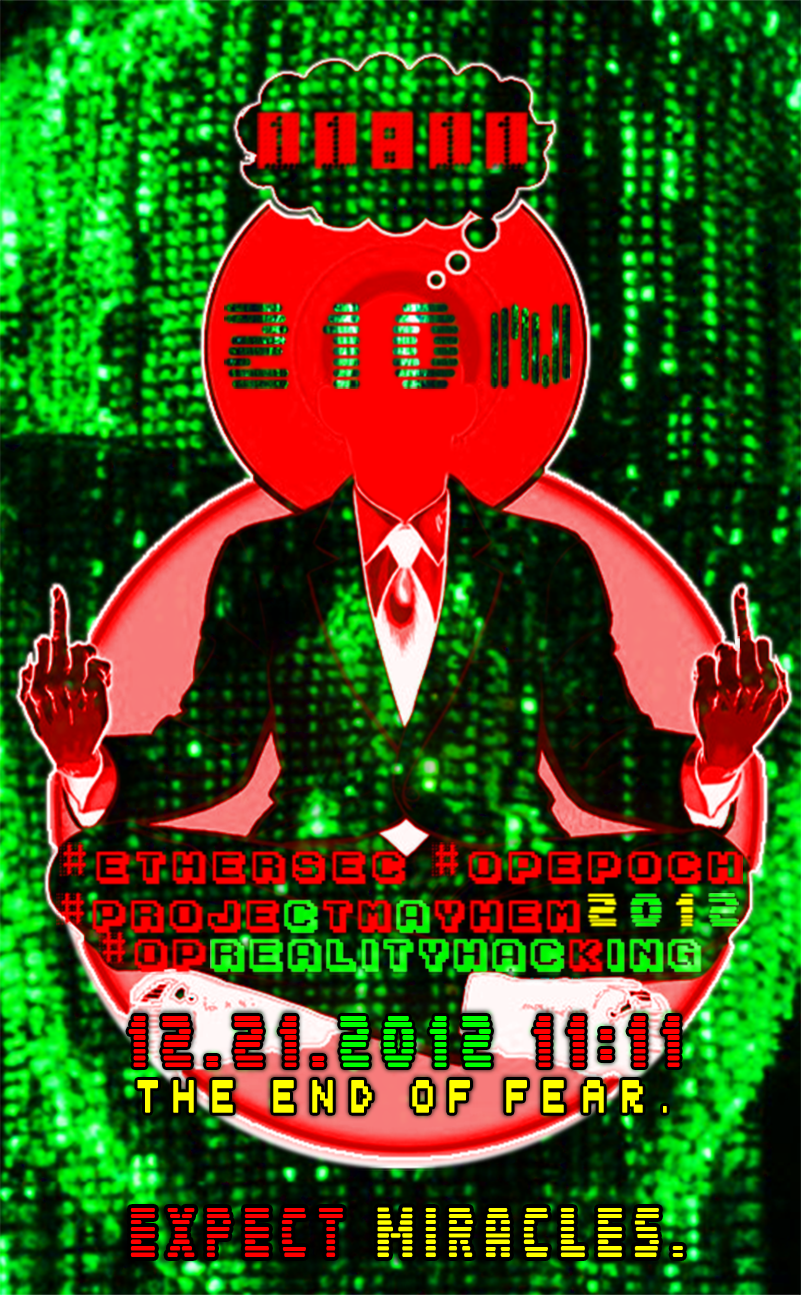 11:11
210
#ETHERSEC #OPEPOCH
#PROJECTMAYHEM2012
#OPREALITYHACKING
12.21.2012 11:11
THE END OF FEAR.
EXPECT MIRACLES.